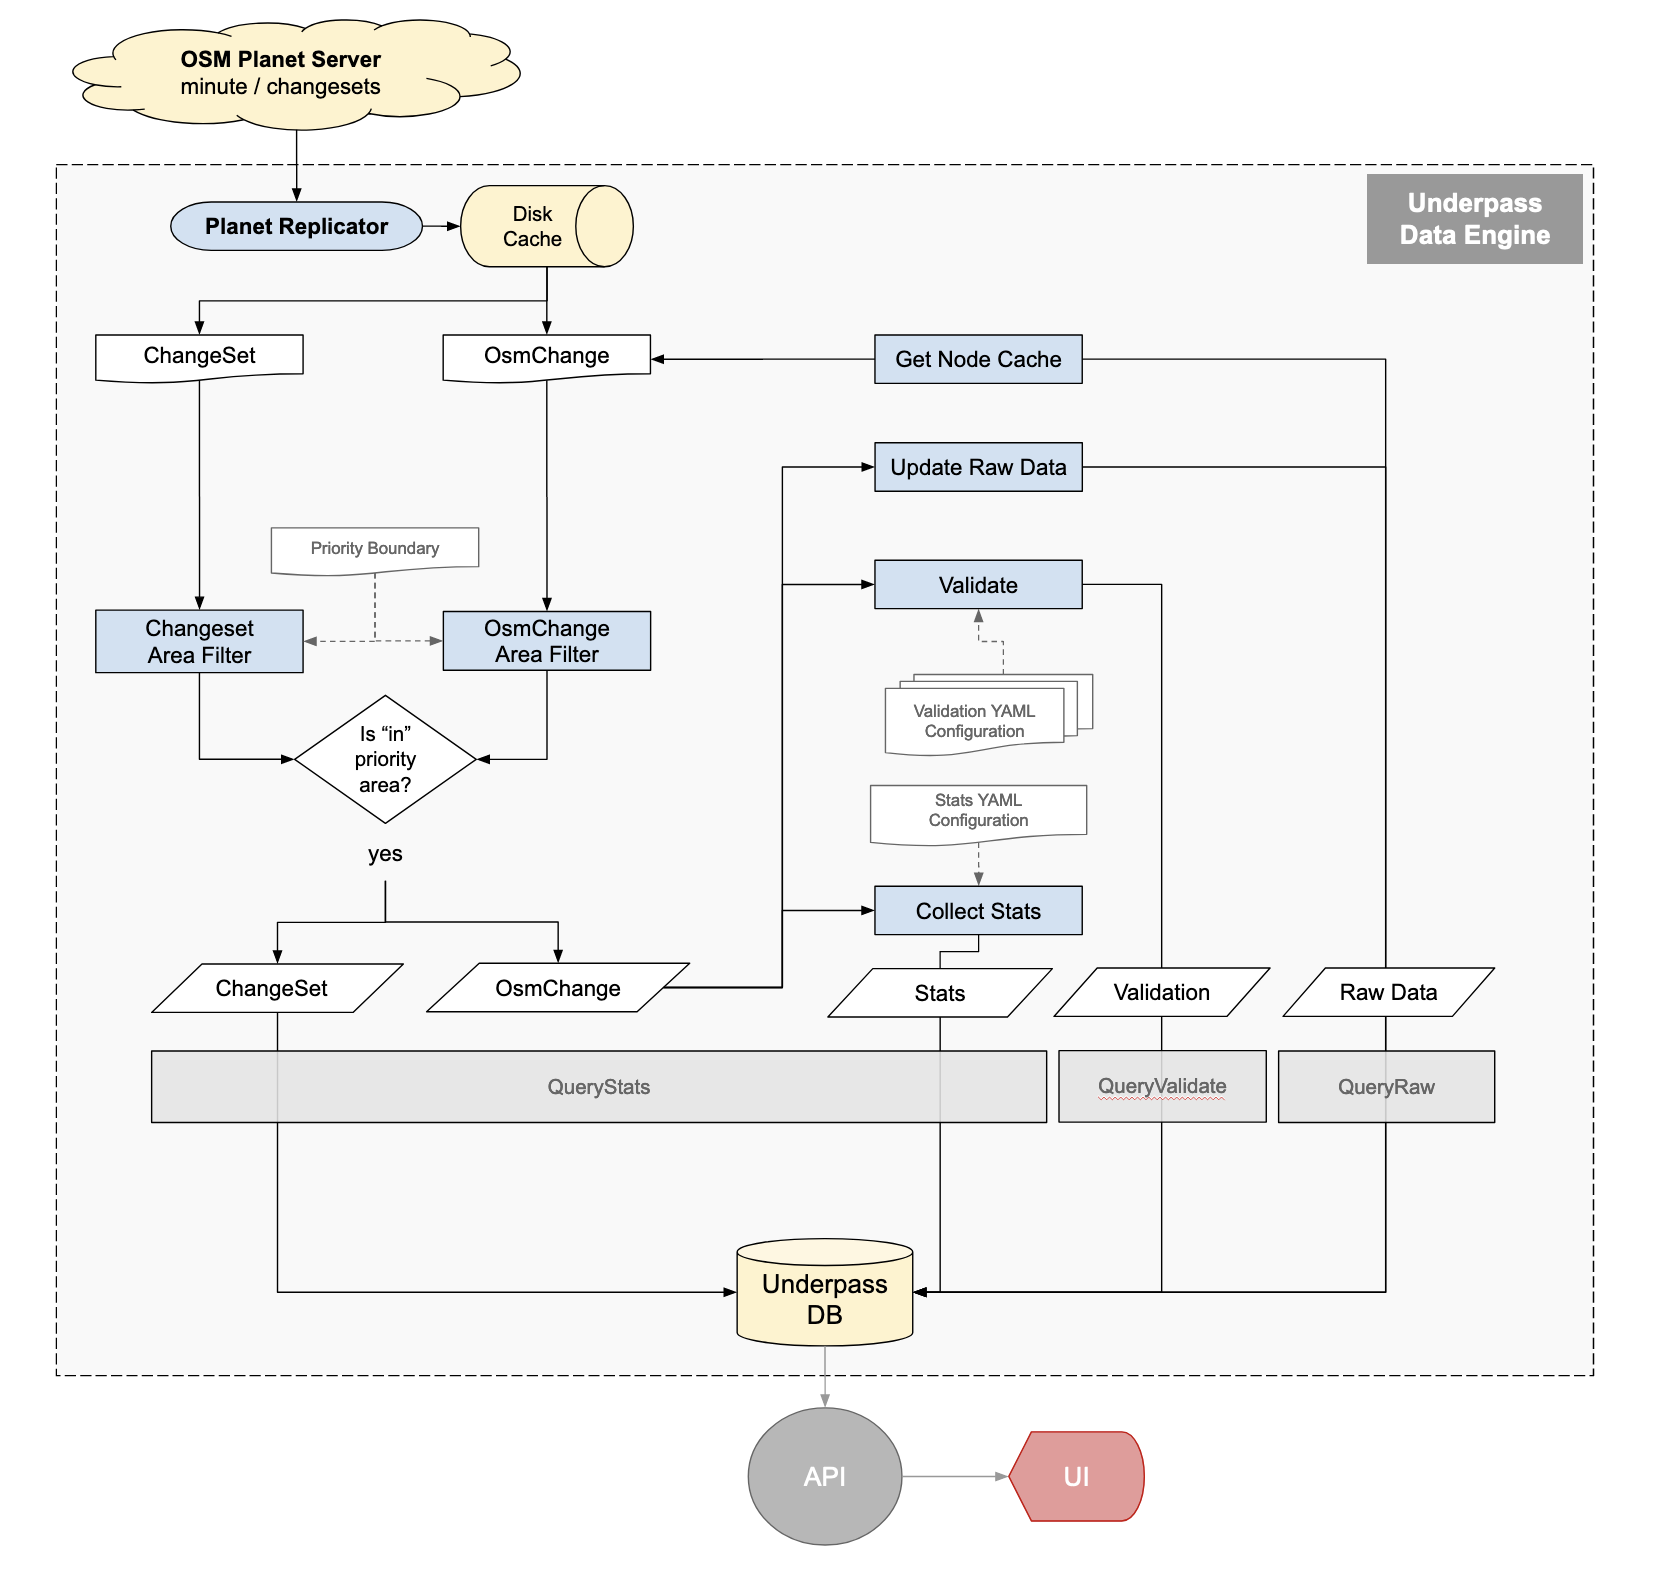 OSM Planet Server
minute / changesets
Underpass
Data Engine
Planet Replicator
Disk
Cache
ChangeSet
OsmChange
Get Node Cache
Update Raw Data
Priority Boundary
Validate
Changeset
Area Filter
OsmChange
Area Filter
Validation YAML
Configuration
Is “in”
priority
area?
Stats YAML
Configuration
yes
Collect Stats
ChangeSet
OsmChange
Stats
Validation
Raw Data
QueryStats
QueryValidate
QueryRaw
Underpass
DB
API
UI